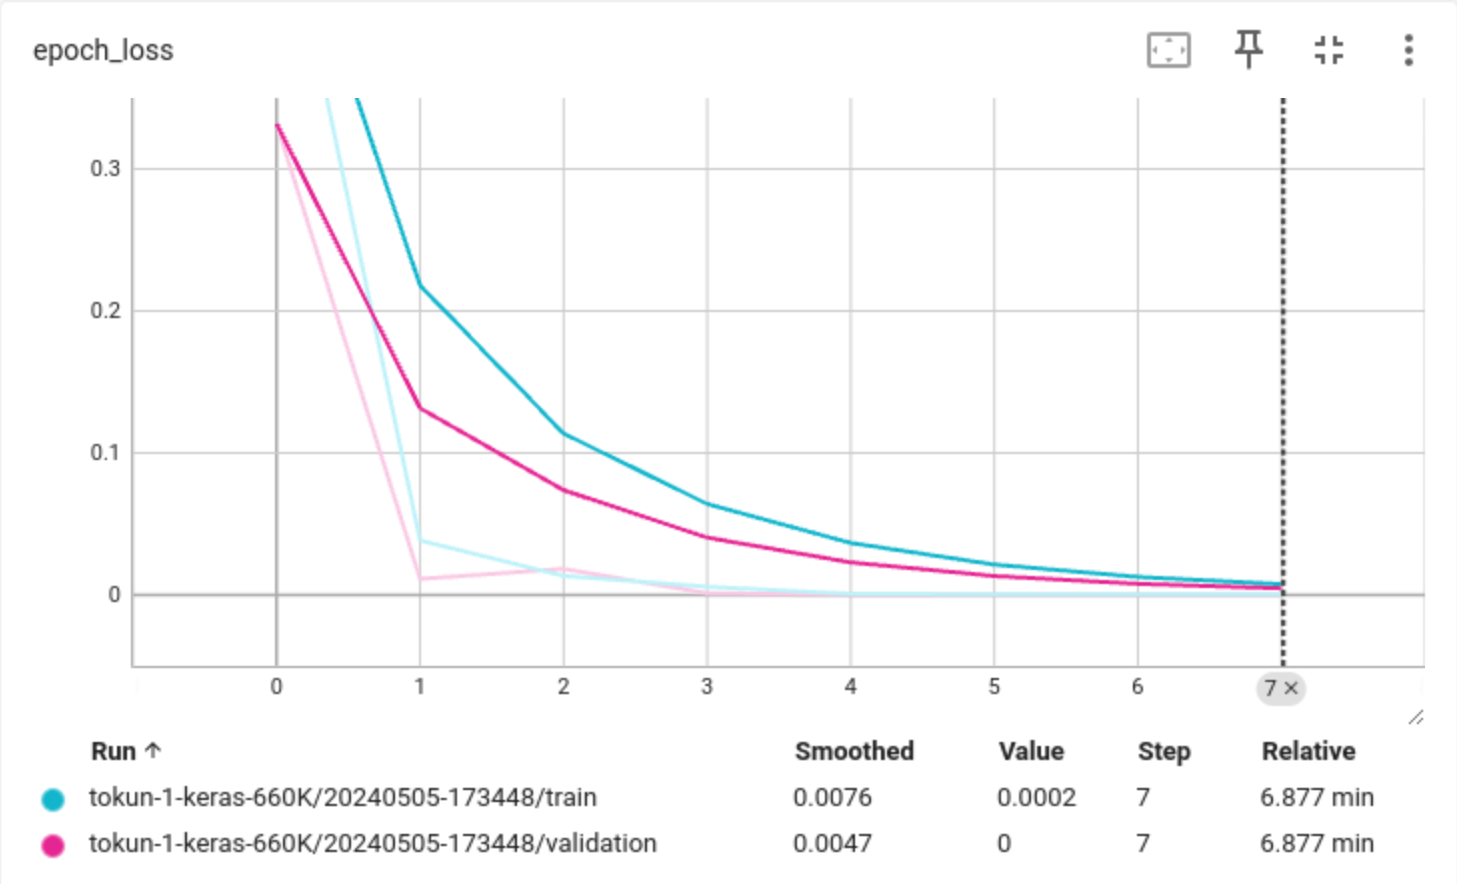 epoch_loss
0.3
0.2
0.1
0
0 1 2 3 4 5 6 7 ×
Run ↑ Smoothed Value Step Relative
tokun-1-keras-660K/20240505-173448/train 0.0076 0.0002 7 6.877 min
tokun-1-keras-660K/20240505-173448/validation 0.0047 0 7 6.877 min